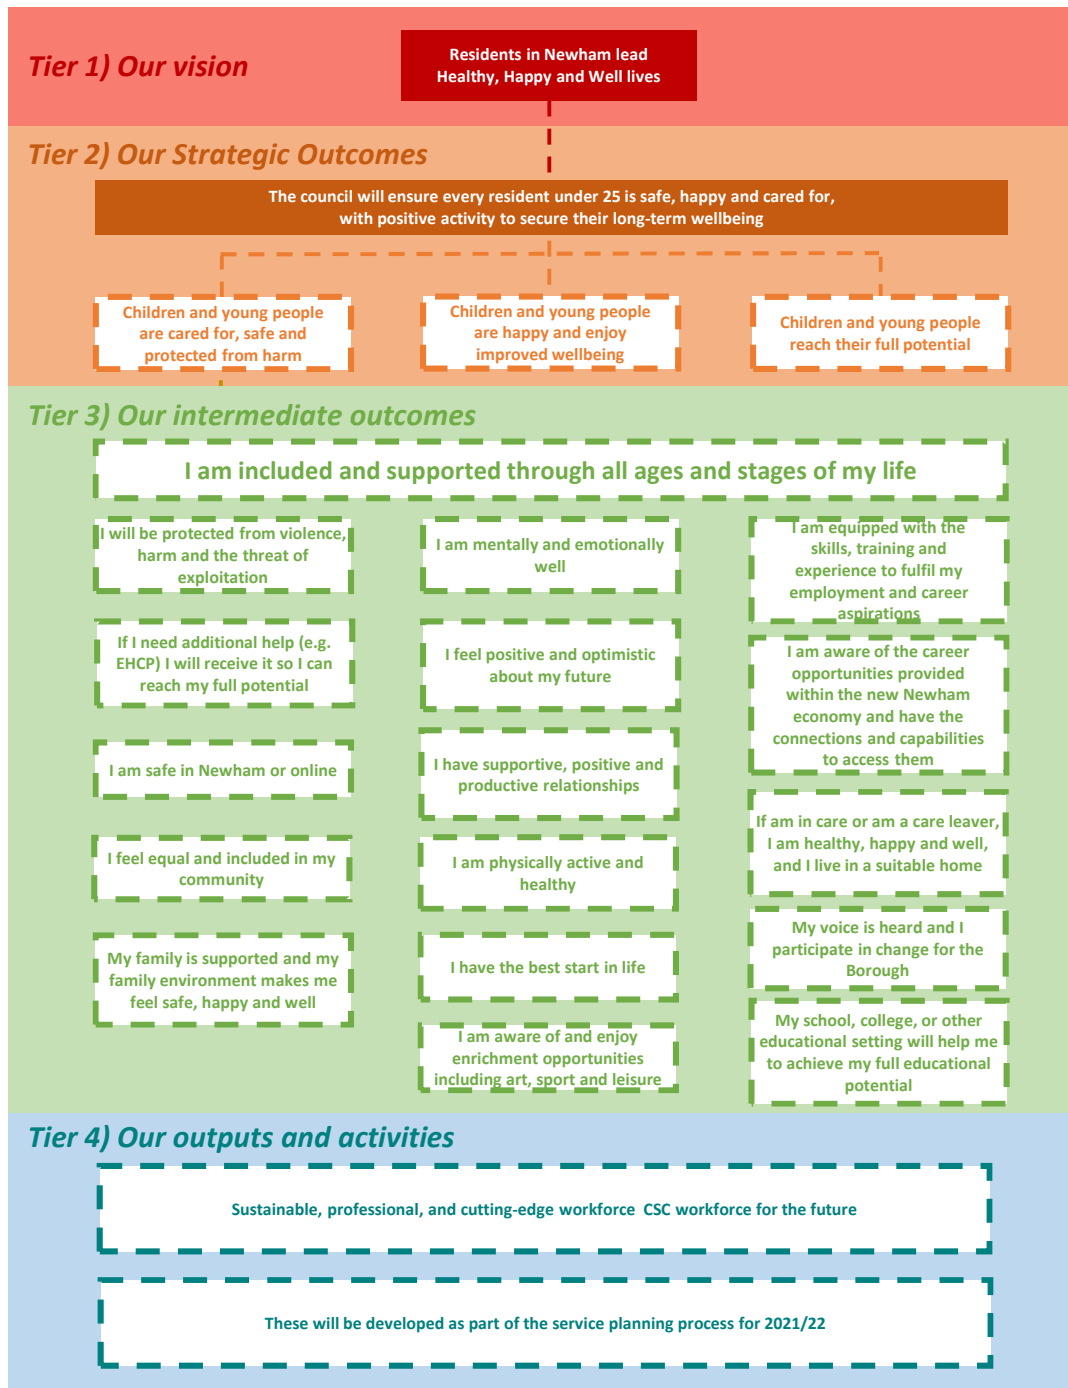 Tier 1) Our vision
Residents in Newham lead
Healthy, Happy and Well lives
Tier 2) Our Strategic Outcomes
The council will ensure every resident under 25 is safe, happy and cared for,
with positive activity to secure their long-term wellbeing
Children and young people
are cared for, safe and
protected from harm
Children and young people
are happy and enjoy
improved wellbeing
Children and young people
reach their full potential
Tier 3) Our intermediate outcomes
I am included and supported through all ages and stages of my life
I will be protected from violence,
harm and the threat of
exploitation
If I need additional help (e.g.
EHCP) I will receive it so I can
reach my full potential
I am safe in Newham or online
I feel equal and included in my
community
My family is supported and my
family environment makes me
feel safe, happy and well
I am mentally and emotionally
well
I feel positive and optimistic
about my future
I have supportive, positive and
productive relationships
I am physically active and
healthy
I have the best start in life
I am aware of and enjoy
enrichment opportunities
including art, sport and leisure
I am equipped with the
skills, training and
experience to fulfil my
employment and career
aspirations
I am aware of the career
opportunities provided
within the new Newham
economy and have the
connections and capabilities
to access them
If am in care or am a care leaver,
I am healthy, happy and well,
and I live in a suitable home
My voice is heard and I
participate in change for the
Borough
My school, college, or other
educational setting will help me
to achieve my full educational
potential
Tier 4) Our outputs and activities
Sustainable, professional, and cutting-edge workforce CSC workforce for the future
These will be developed as part of the service planning process for 2021/22